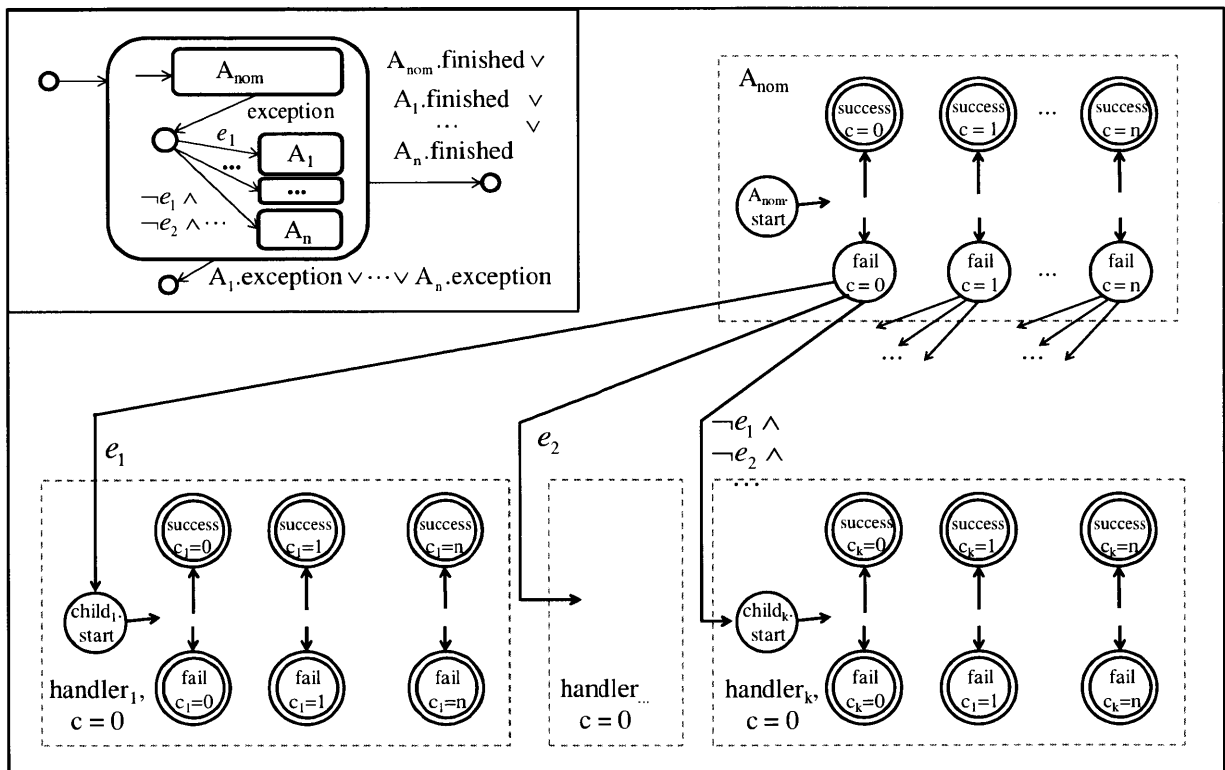 A_nom
exception
e_1
A_1
...
...
¬e_1 ∧
¬e_2 ∧ ⋯
A_n
A_nom.finished ∨
A_1.finished ∨
... ∨
A_n.finished
A_1.exception ∨ ⋯ ∨ A_n.exception
A_nom
success
c = 0
success
c = 1
...
success
c = n
A_nom.
start
fail
c = 0
fail
c = 1
...
fail
c = n
...
...
e_1
e_2
¬e_1 ∧
¬e_2 ∧
...
success
c_1=0
success
c_1=1
success
c_1=n
child_1.
start
fail
c_1=0
fail
c_1=1
fail
c_1=n
handler_1,
c = 0
handler_...
c = 0
success
c_k=0
success
c_k=1
success
c_k=n
child_k.
start
fail
c_k=0
fail
c_1=1
fail
c_k=n
handler_k,
c = 0